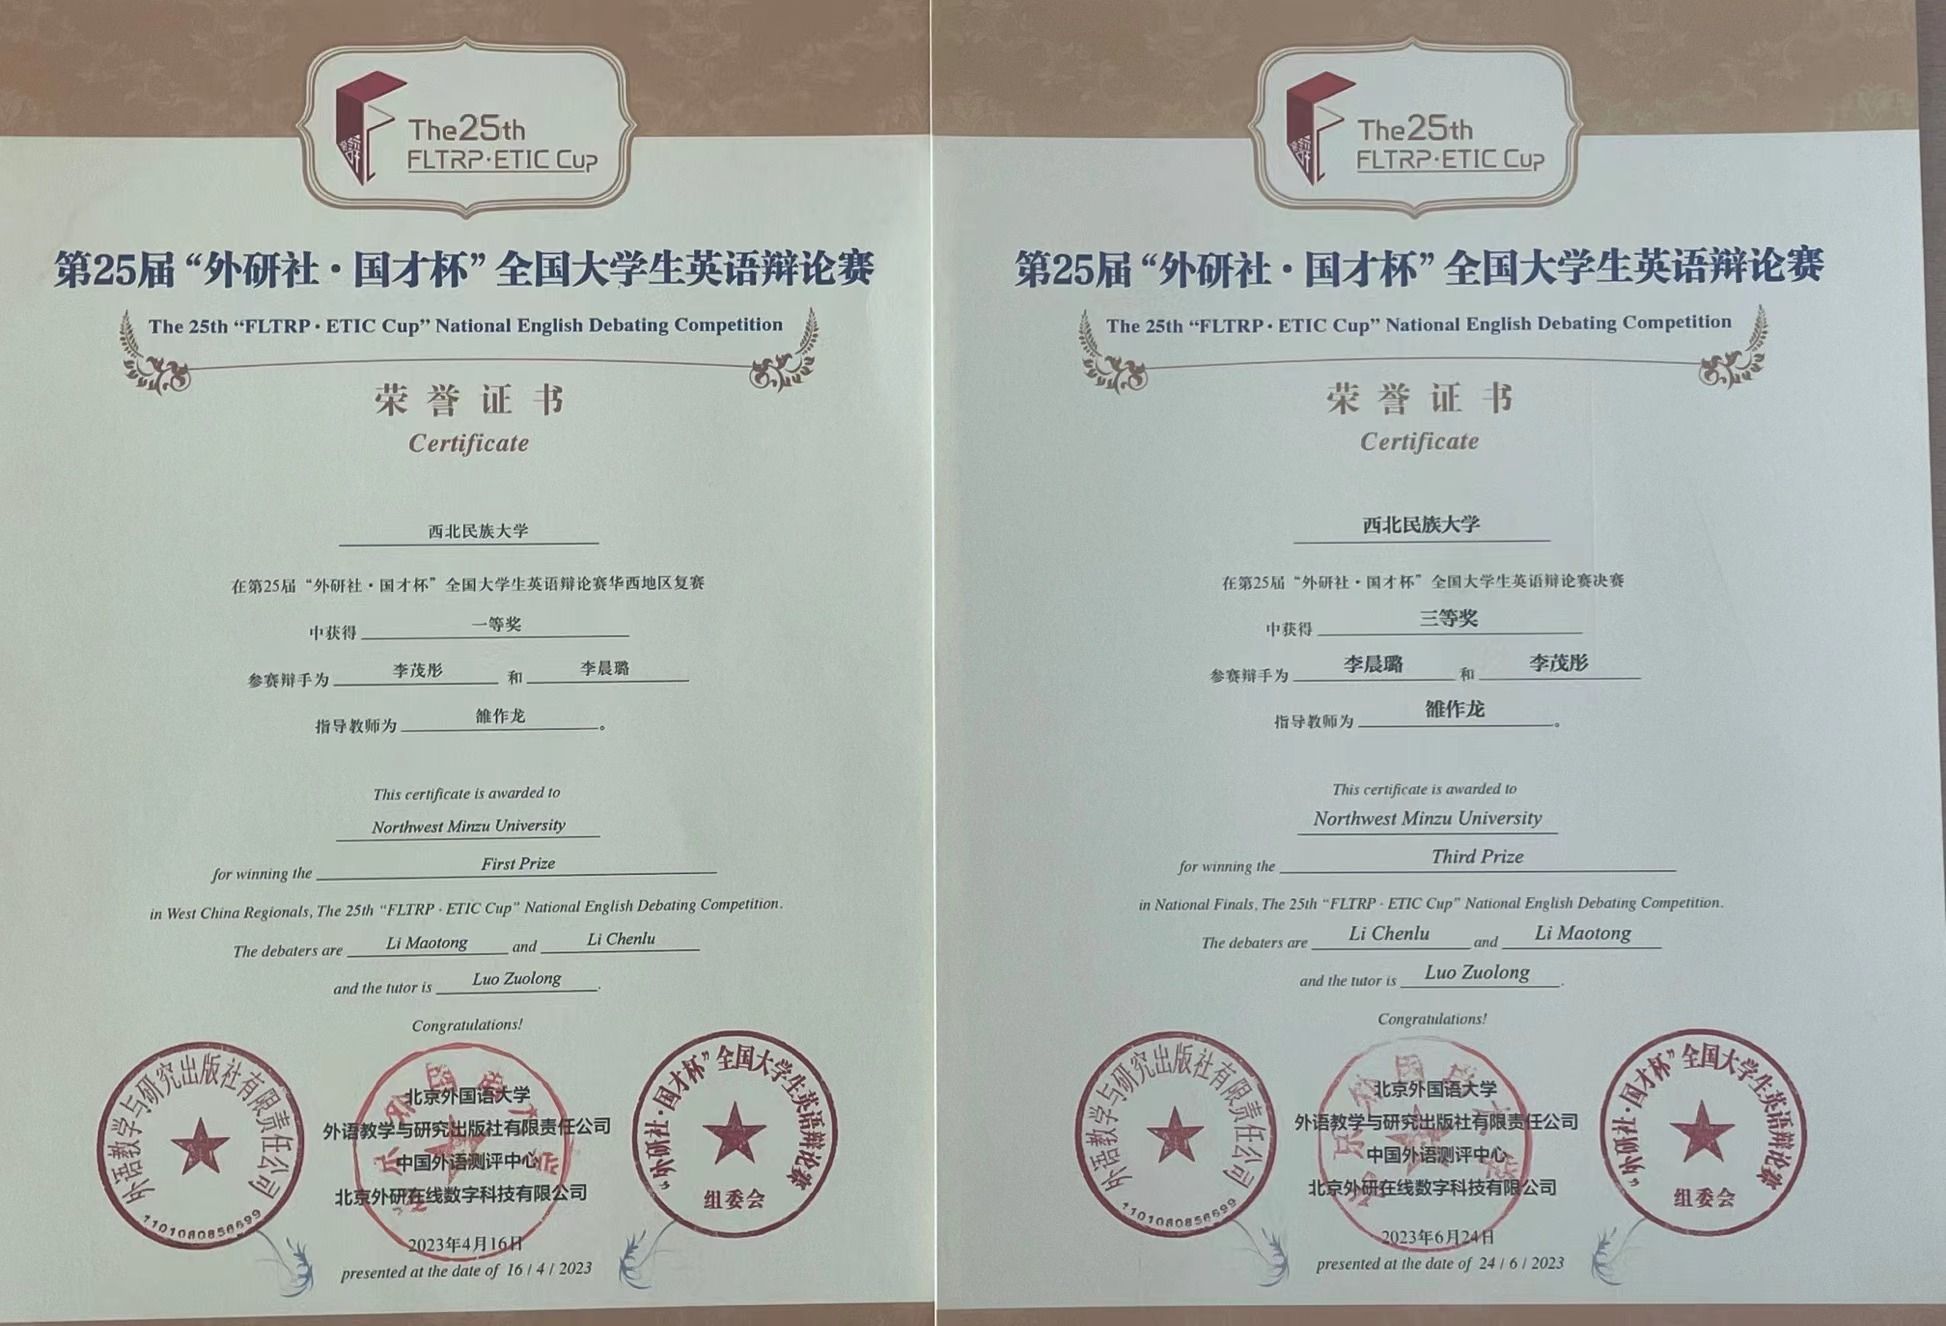 The25th
FLTRP·ETIC Cup
第25届“外研社·国才杯”全国大学生英语辩论赛
The 25th “FLTRP·ETIC Cup” National English Debating Competition
荣誉证书
Certificate
西北民族大学
在第25届“外研社·国才杯”全国大学生英语辩论赛华西地区复赛
中获得 一等奖
参赛辩手为 李茂彤 和 李晨璐
指导教师为 雒作龙。
This certificate is awarded to
Northwest Minzu University
for winning the First Prize
in West China Regionals, The 25th “FLTRP·ETIC Cup” National English Debating Competition.
The debaters are Li Maotong and Li Chenlu
and the tutor is Luo Zuolong.
Congratulations!
外语教学与研究出版社有限责任公司
1101080856699
北京外国语大学
北京外国语大学
外语教学与研究出版社有限责任公司
中国外语测评中心
北京外研在线数字科技有限公司
“外研社·国才杯”全国大学生英语辩论赛
组委会
2023年4月16日
presented at the date of 16 / 4 / 2023
The25th
FLTRP·ETIC Cup
第25届“外研社·国才杯”全国大学生英语辩论赛
The 25th “FLTRP·ETIC Cup” National English Debating Competition
荣誉证书
Certificate
西北民族大学
在第25届“外研社·国才杯”全国大学生英语辩论赛决赛
中获得 三等奖
参赛辩手为 李晨璐 和 李茂彤
指导教师为 雒作龙。
This certificate is awarded to
Northwest Minzu University
for winning the Third Prize
in National Finals, The 25th “FLTRP·ETIC Cup” National English Debating Competition.
The debaters are Li Chenlu and Li Maotong
and the tutor is Luo Zuolong.
Congratulations!
外语教学与研究出版社有限责任公司
1101080856699
北京外国语大学
北京外国语大学
外语教学与研究出版社有限责任公司
中国外语测评中心
北京外研在线数字科技有限公司
“外研社·国才杯”全国大学生英语辩论赛
组委会
2023年6月24日
presented at the date of 24 / 6 / 2023